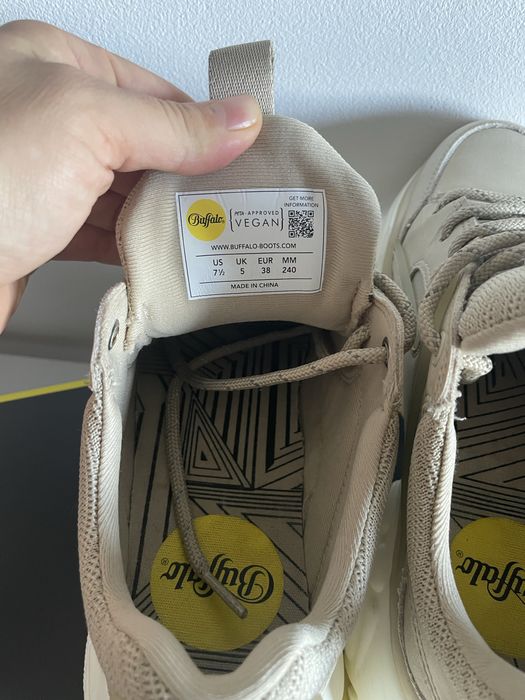 Buffalo
PETA-APPROVED
VEGAN
GET MORE
INFORMATION
WWW.BUFFALO-BOOTS.COM
US UK EUR MM
7½ 5 38 240
MADE IN CHINA
Buffalo®
Buffalo®